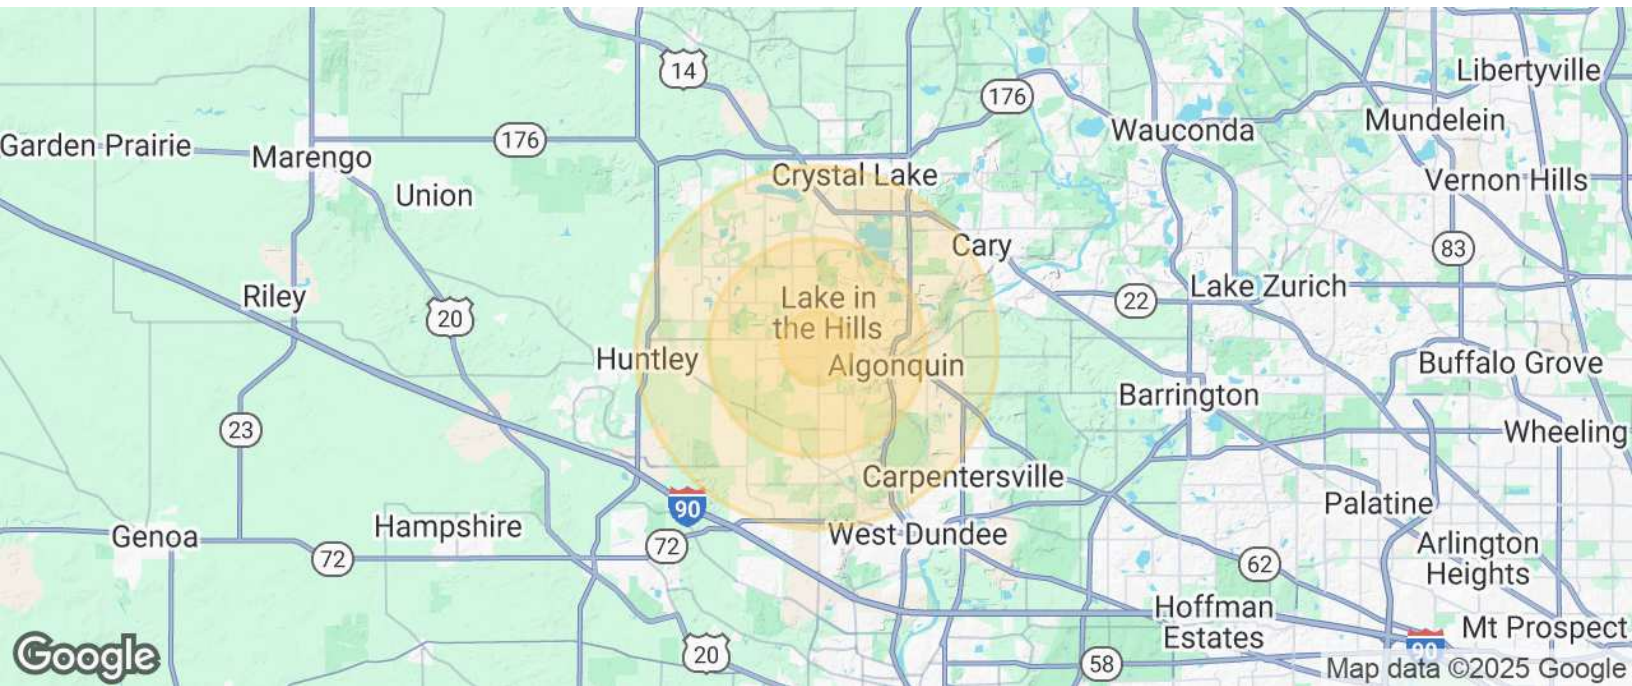 14
Libertyville
176
Mundelein
Wauconda
Garden Prairie
176
Marengo
Crystal Lake
Vernon Hills
Union
Cary
83
Lake Zurich
Riley
22
Lake in
the Hills
20
Huntley
Algonquin
Buffalo Grove
Barrington
23
Wheeling
Carpentersville
90
Palatine
Hampshire
Genoa
West Dundee
72
72
Arlington
Heights
62
Hoffman
Estates
Mt Prospect
Google
20
58
90
Map data ©2025 Google